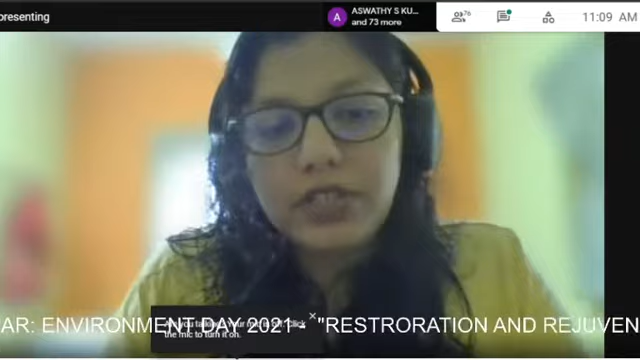 presenting
A
ASWATHY S KU...
and 73 more
76
11:09 AM
AR: ENVIRONMENT DAY 2021 - "RESTRORATION AND REJUVEN
the mic to turn it on.